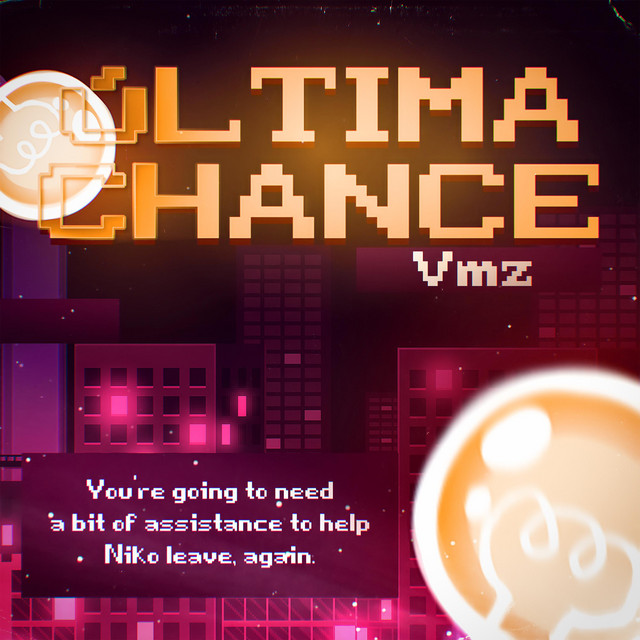 ÚLTIMA
CHANCE
Vmz
You're going to need
a bit of assistance to help
Niko leave, again.